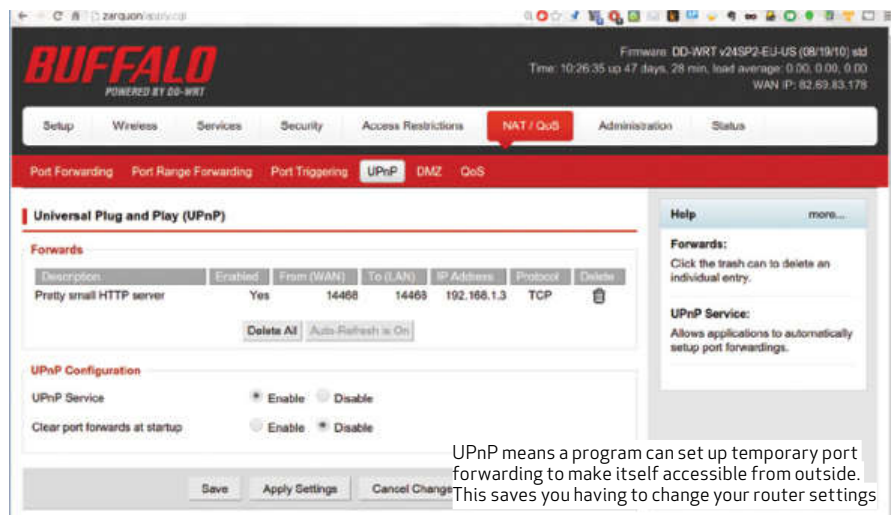 zarquon/apply.cgi
BUFFALO
POWERED BY DD-WRT
Firmware: DD-WRT v24SP2-EU-US (08/19/10) std
Time: 10:26:35 up 47 days, 28 min, load average: 0.00, 0.00, 0.00
WAN IP: 82.69.83.178
Setup Wireless Services Security Access Restrictions NAT / QoS Administration Status
Port Forwarding Port Range Forwarding Port Triggering UPnP DMZ QoS
Universal Plug and Play (UPnP)
Forwards
Description Enabled From (WAN) To (LAN) IP Address Protocol Delete
Pretty small HTTP server Yes 14468 14468 192.168.1.3 TCP
Delete All Auto-Refresh is On
UPnP Configuration
UPnP Service Enable Disable
Clear port forwards at startup Enable Disable
Save Apply Settings Cancel Change
Help more...
Forwards:
Click the trash can to delete an
individual entry.
UPnP Service:
Allows applications to automatically
setup port forwardings.
UPnP means a program can set up temporary port
forwarding to make itself accessible from outside.
This saves you having to change your router settings